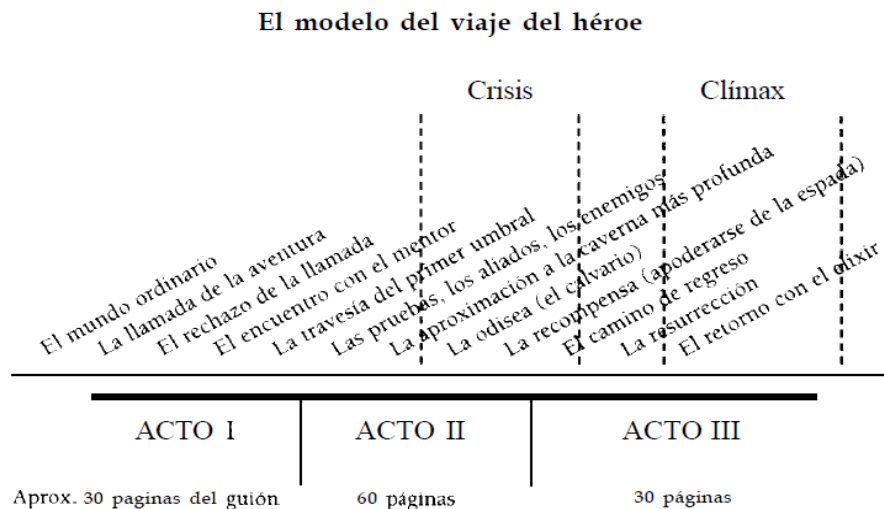 El modelo del viaje del héroe
Crisis
Clímax
El mundo ordinario
La llamada de la aventura
El rechazo de la llamada
El encuentro con el mentor
La travesía del primer umbral
Las pruebas, los aliados, los enemigos
La aproximación a la caverna más profunda
La odisea (el calvario)
La recompensa (apoderarse de la espada)
El camino de regreso
La resurrección
El retorno con el elixir
ACTO I
ACTO II
ACTO III
Aprox. 30 paginas del guión
60 páginas
30 páginas